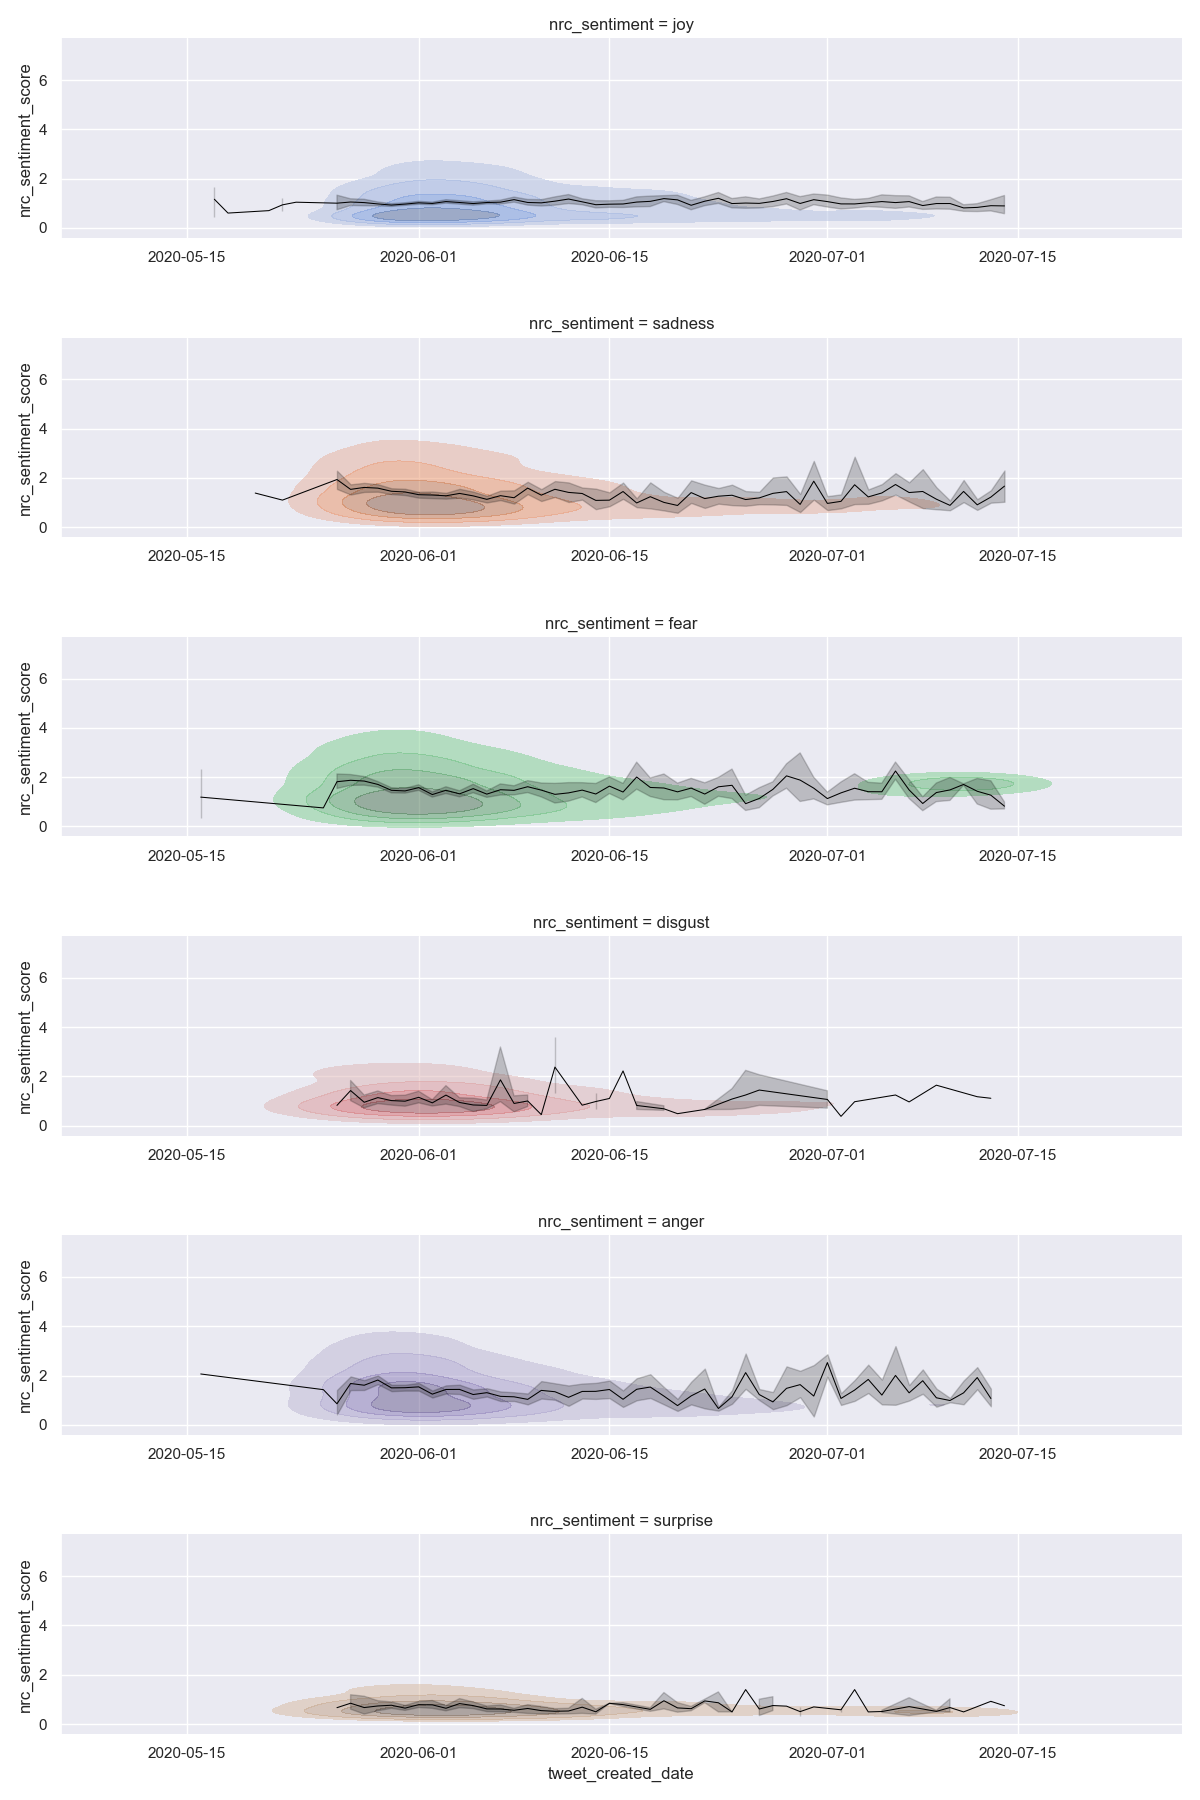 nrc_sentiment = joy
nrc_sentiment_score
6
4
2
0
2020-05-15 2020-06-01 2020-06-15 2020-07-01 2020-07-15
nrc_sentiment = sadness
nrc_sentiment_score
6
4
2
0
2020-05-15 2020-06-01 2020-06-15 2020-07-01 2020-07-15
nrc_sentiment = fear
nrc_sentiment_score
6
4
2
0
2020-05-15 2020-06-01 2020-06-15 2020-07-01 2020-07-15
nrc_sentiment = disgust
nrc_sentiment_score
6
4
2
0
2020-05-15 2020-06-01 2020-06-15 2020-07-01 2020-07-15
nrc_sentiment = anger
nrc_sentiment_score
6
4
2
0
2020-05-15 2020-06-01 2020-06-15 2020-07-01 2020-07-15
nrc_sentiment = surprise
nrc_sentiment_score
6
4
2
0
2020-05-15 2020-06-01 2020-06-15 2020-07-01 2020-07-15
tweet_created_date